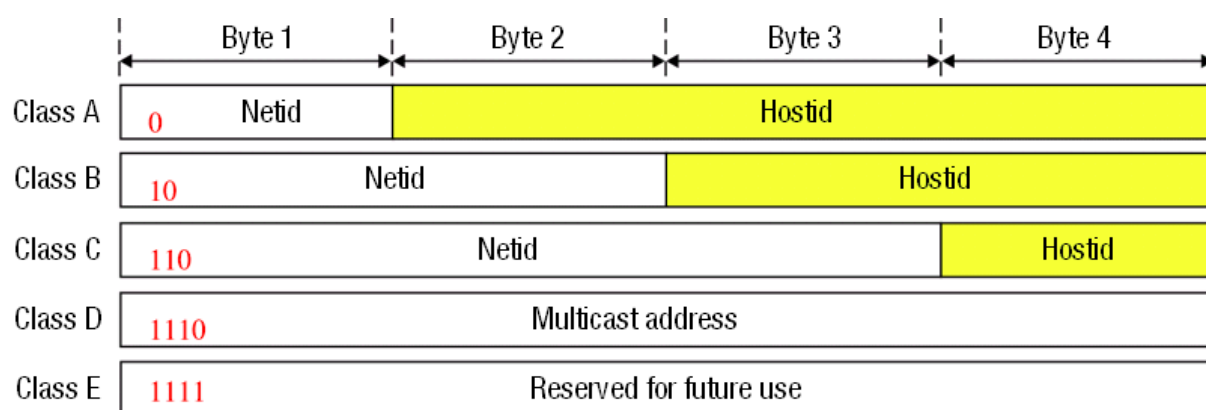 Byte 1 Byte 2 Byte 3 Byte 4
Class A 0 Netid Hostid
Class B 10 Netid Hostid
Class C 110 Netid Hostid
Class D 1110 Multicast address
Class E 1111 Reserved for future use